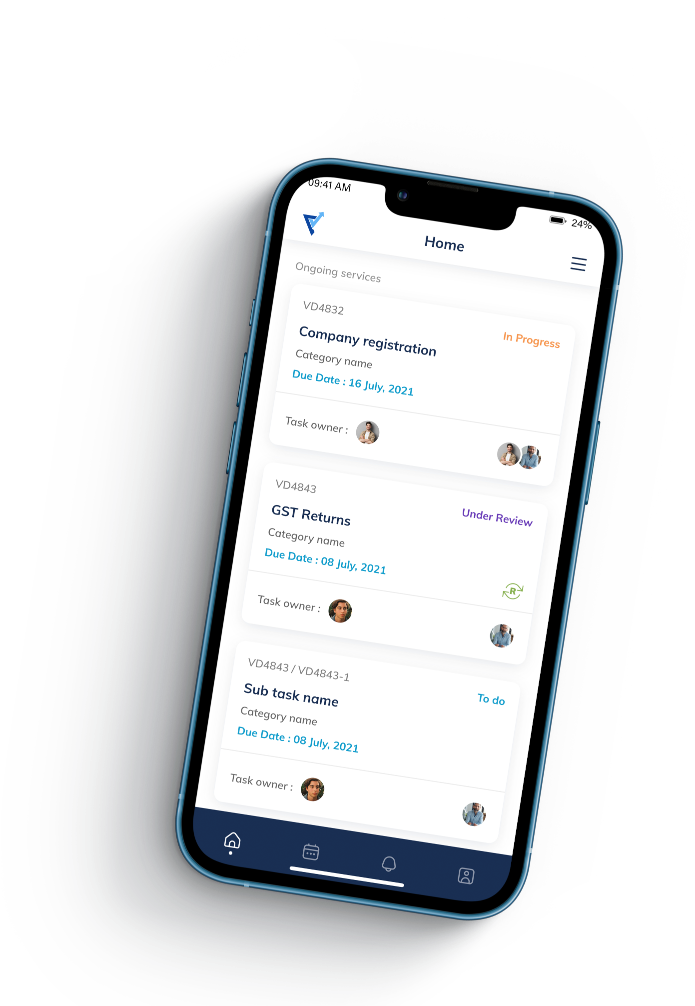 09:41 AM
24%
Home
Ongoing services
VD4832
In Progress
Company registration
Category name
Due Date : 16 July, 2021
Task owner :
VD4843
Under Review
GST Returns
Category name
Due Date : 08 July, 2021
R
Task owner :
VD4843 / VD4843-1
To do
Sub task name
Category name
Due Date : 08 July, 2021
Task owner :